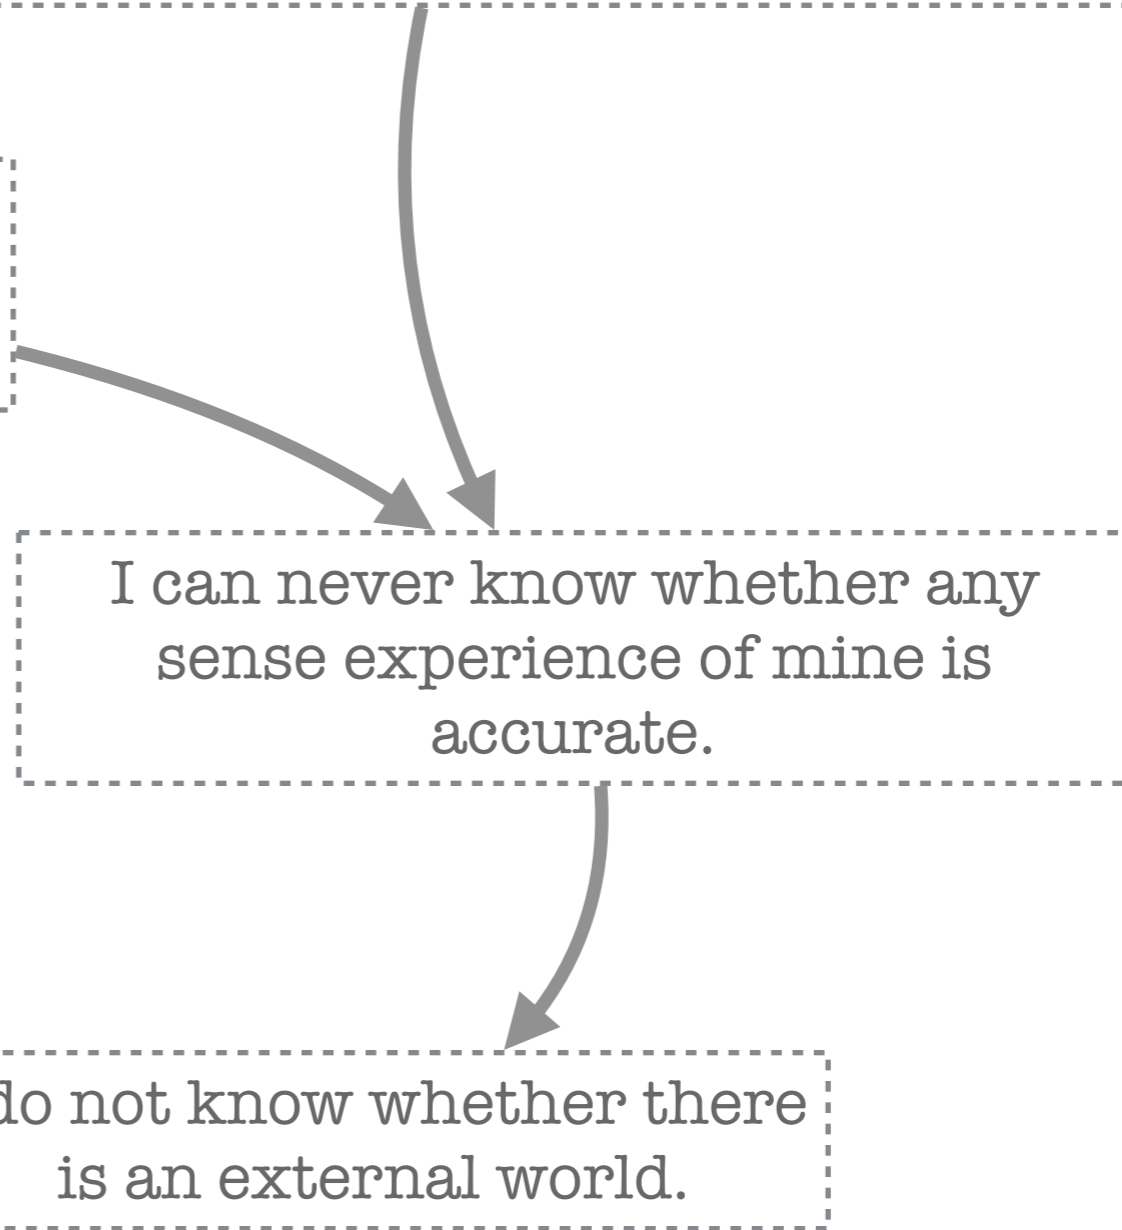 I can never know whether any
sense experience of mine is
accurate.
do not know whether there
is an external world.